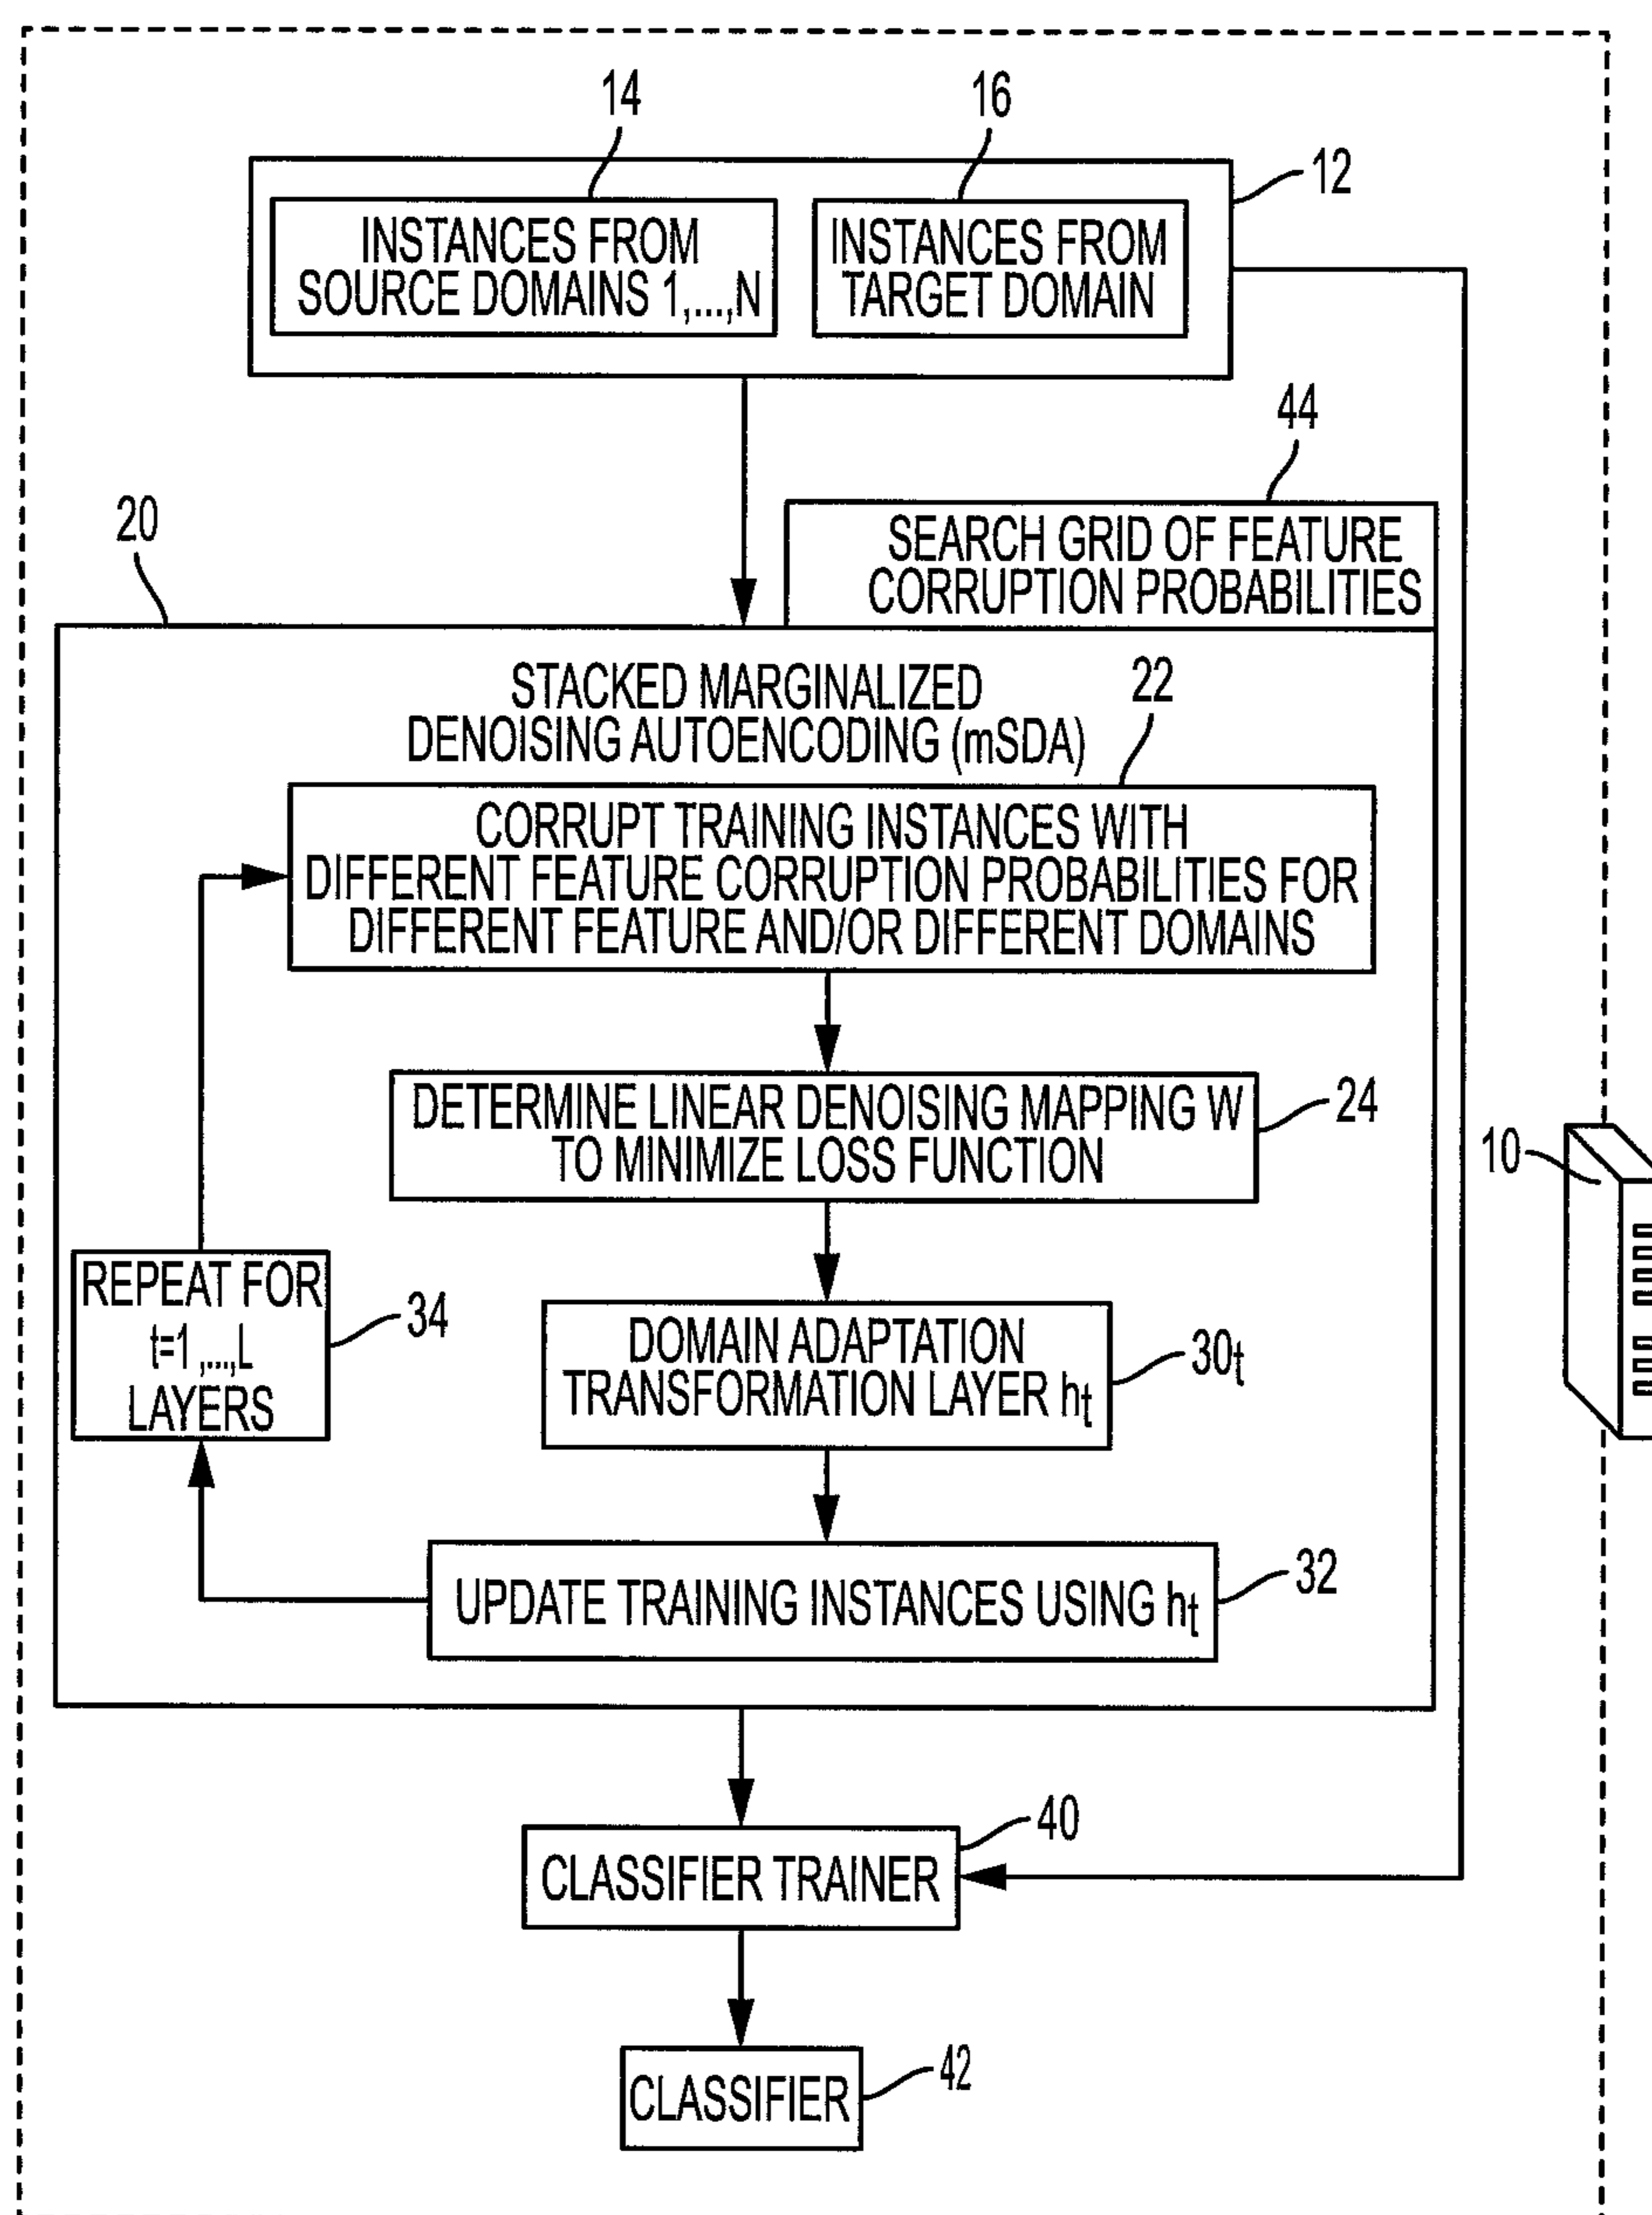 14
16
12
INSTANCES FROM
SOURCE DOMAINS 1,...,N
INSTANCES FROM
TARGET DOMAIN
44
20
SEARCH GRID OF FEATURE
CORRUPTION PROBABILITIES
STACKED MARGINALIZED
DENOISING AUTOENCODING (mSDA)
22
CORRUPT TRAINING INSTANCES WITH
DIFFERENT FEATURE CORRUPTION PROBABILITIES FOR
DIFFERENT FEATURE AND/OR DIFFERENT DOMAINS
DETERMINE LINEAR DENOISING MAPPING W
TO MINIMIZE LOSS FUNCTION
24
10
REPEAT FOR
t=1 ,...,L
LAYERS
34
DOMAIN ADAPTATION
TRANSFORMATION LAYER ht
30t
UPDATE TRAINING INSTANCES USING ht
32
40
CLASSIFIER TRAINER
CLASSIFIER
42